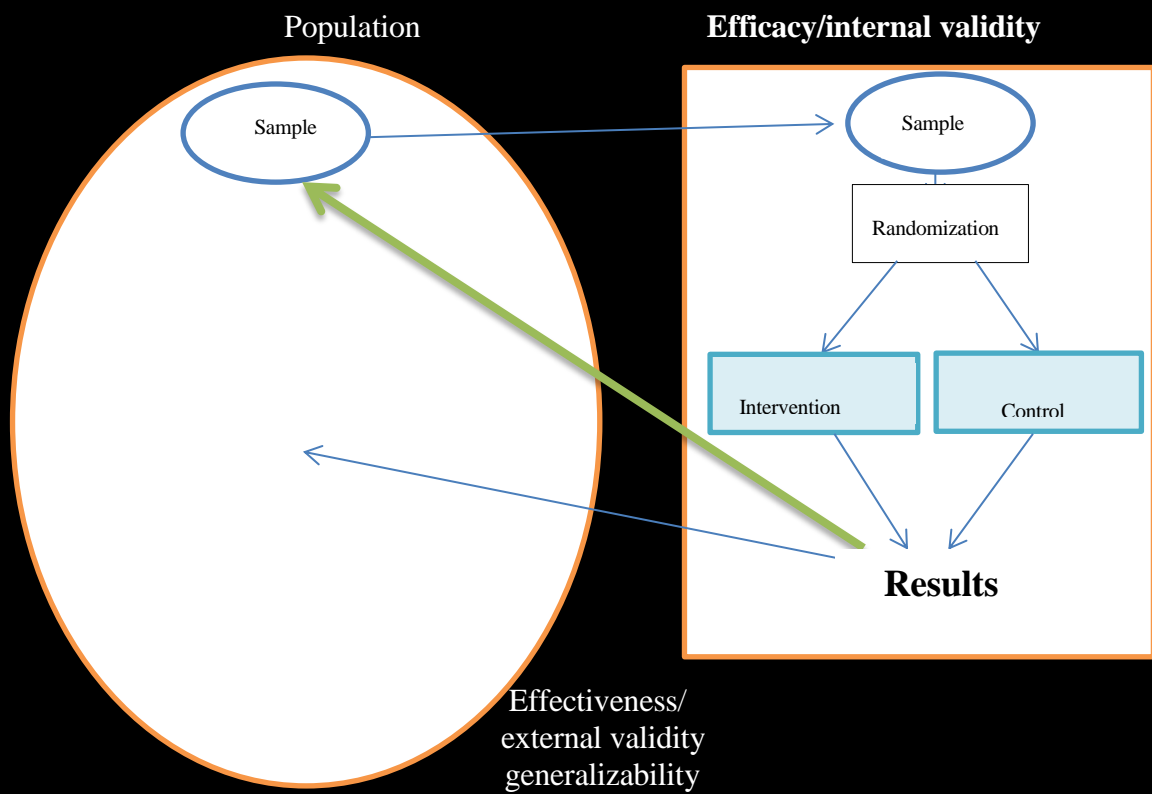 Population
Efficacy/internal validity
Sample
Sample
Randomization
Intervention
Control
Results
Effectiveness/
external validity
generalizability